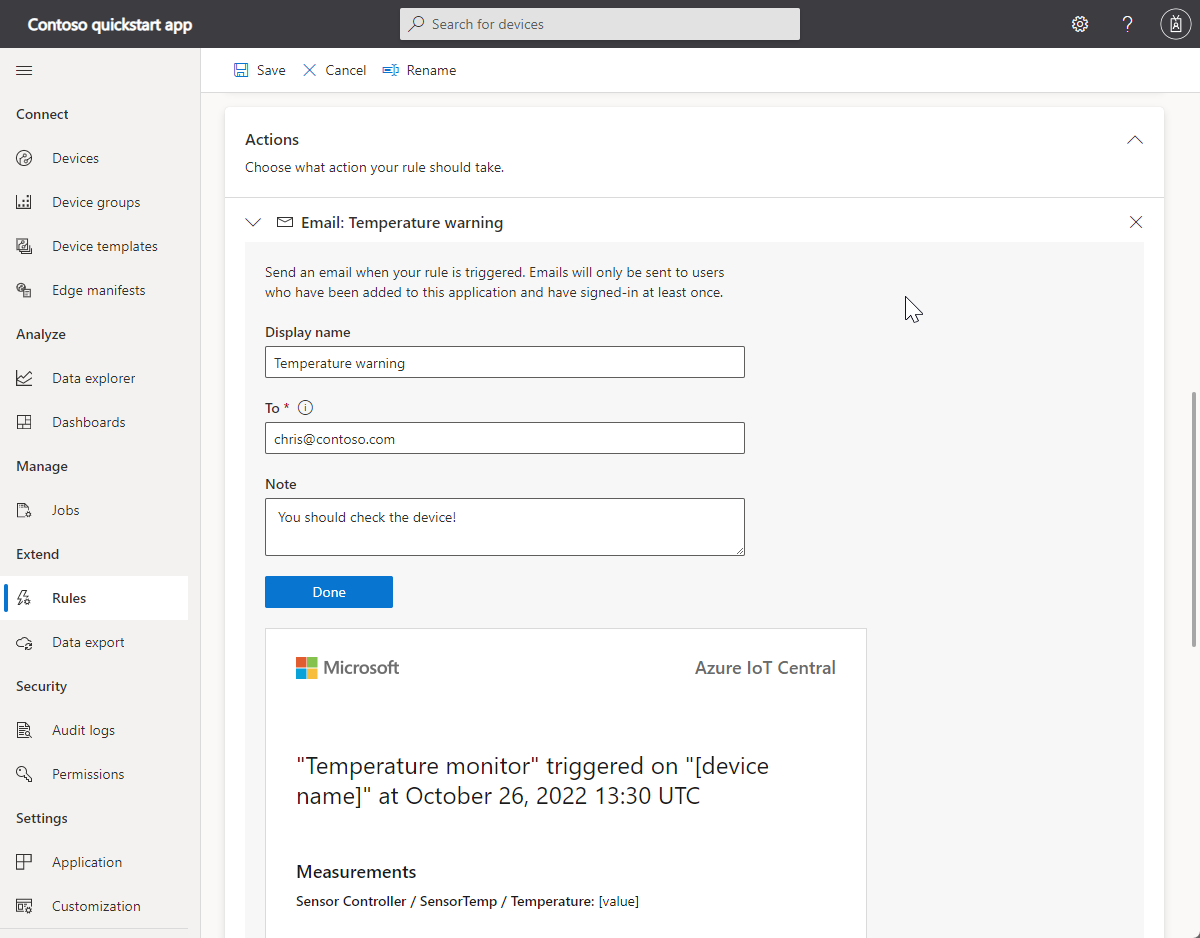 Contoso quickstart app
Search for devices
?
Save
Cancel
Rename
Connect
Devices
Device groups
Device templates
Edge manifests
Analyze
Data explorer
Dashboards
Manage
Jobs
Extend
Rules
Data export
Security
Audit logs
Permissions
Settings
Application
Customization
Actions
Choose what action your rule should take.
Email: Temperature warning
Send an email when your rule is triggered. Emails will only be sent to users
who have been added to this application and have signed-in at least once.
Display name
Temperature warning
To *
chris@contoso.com
Note
You should check the device!
Done
Microsoft
Azure IoT Central
"Temperature monitor" triggered on "[device
name]" at October 26, 2022 13:30 UTC
Measurements
Sensor Controller / SensorTemp / Temperature: [value]